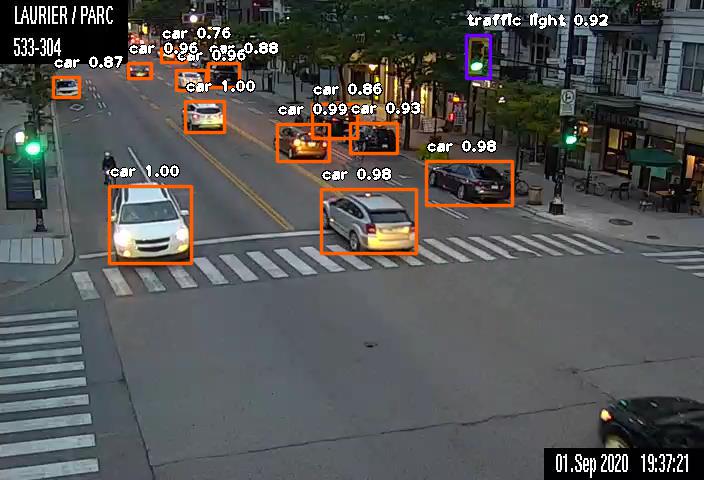 LAURIER / PARC
533-304
traffic light 0.92
car 0.76
car 0.96
car 0.88
car 0.96
car 0.87
car 1.00
car 0.86
car 0.99
car 0.93
car 0.98
car 1.00
car 0.98
P
01.Sep 2020 19:37:21